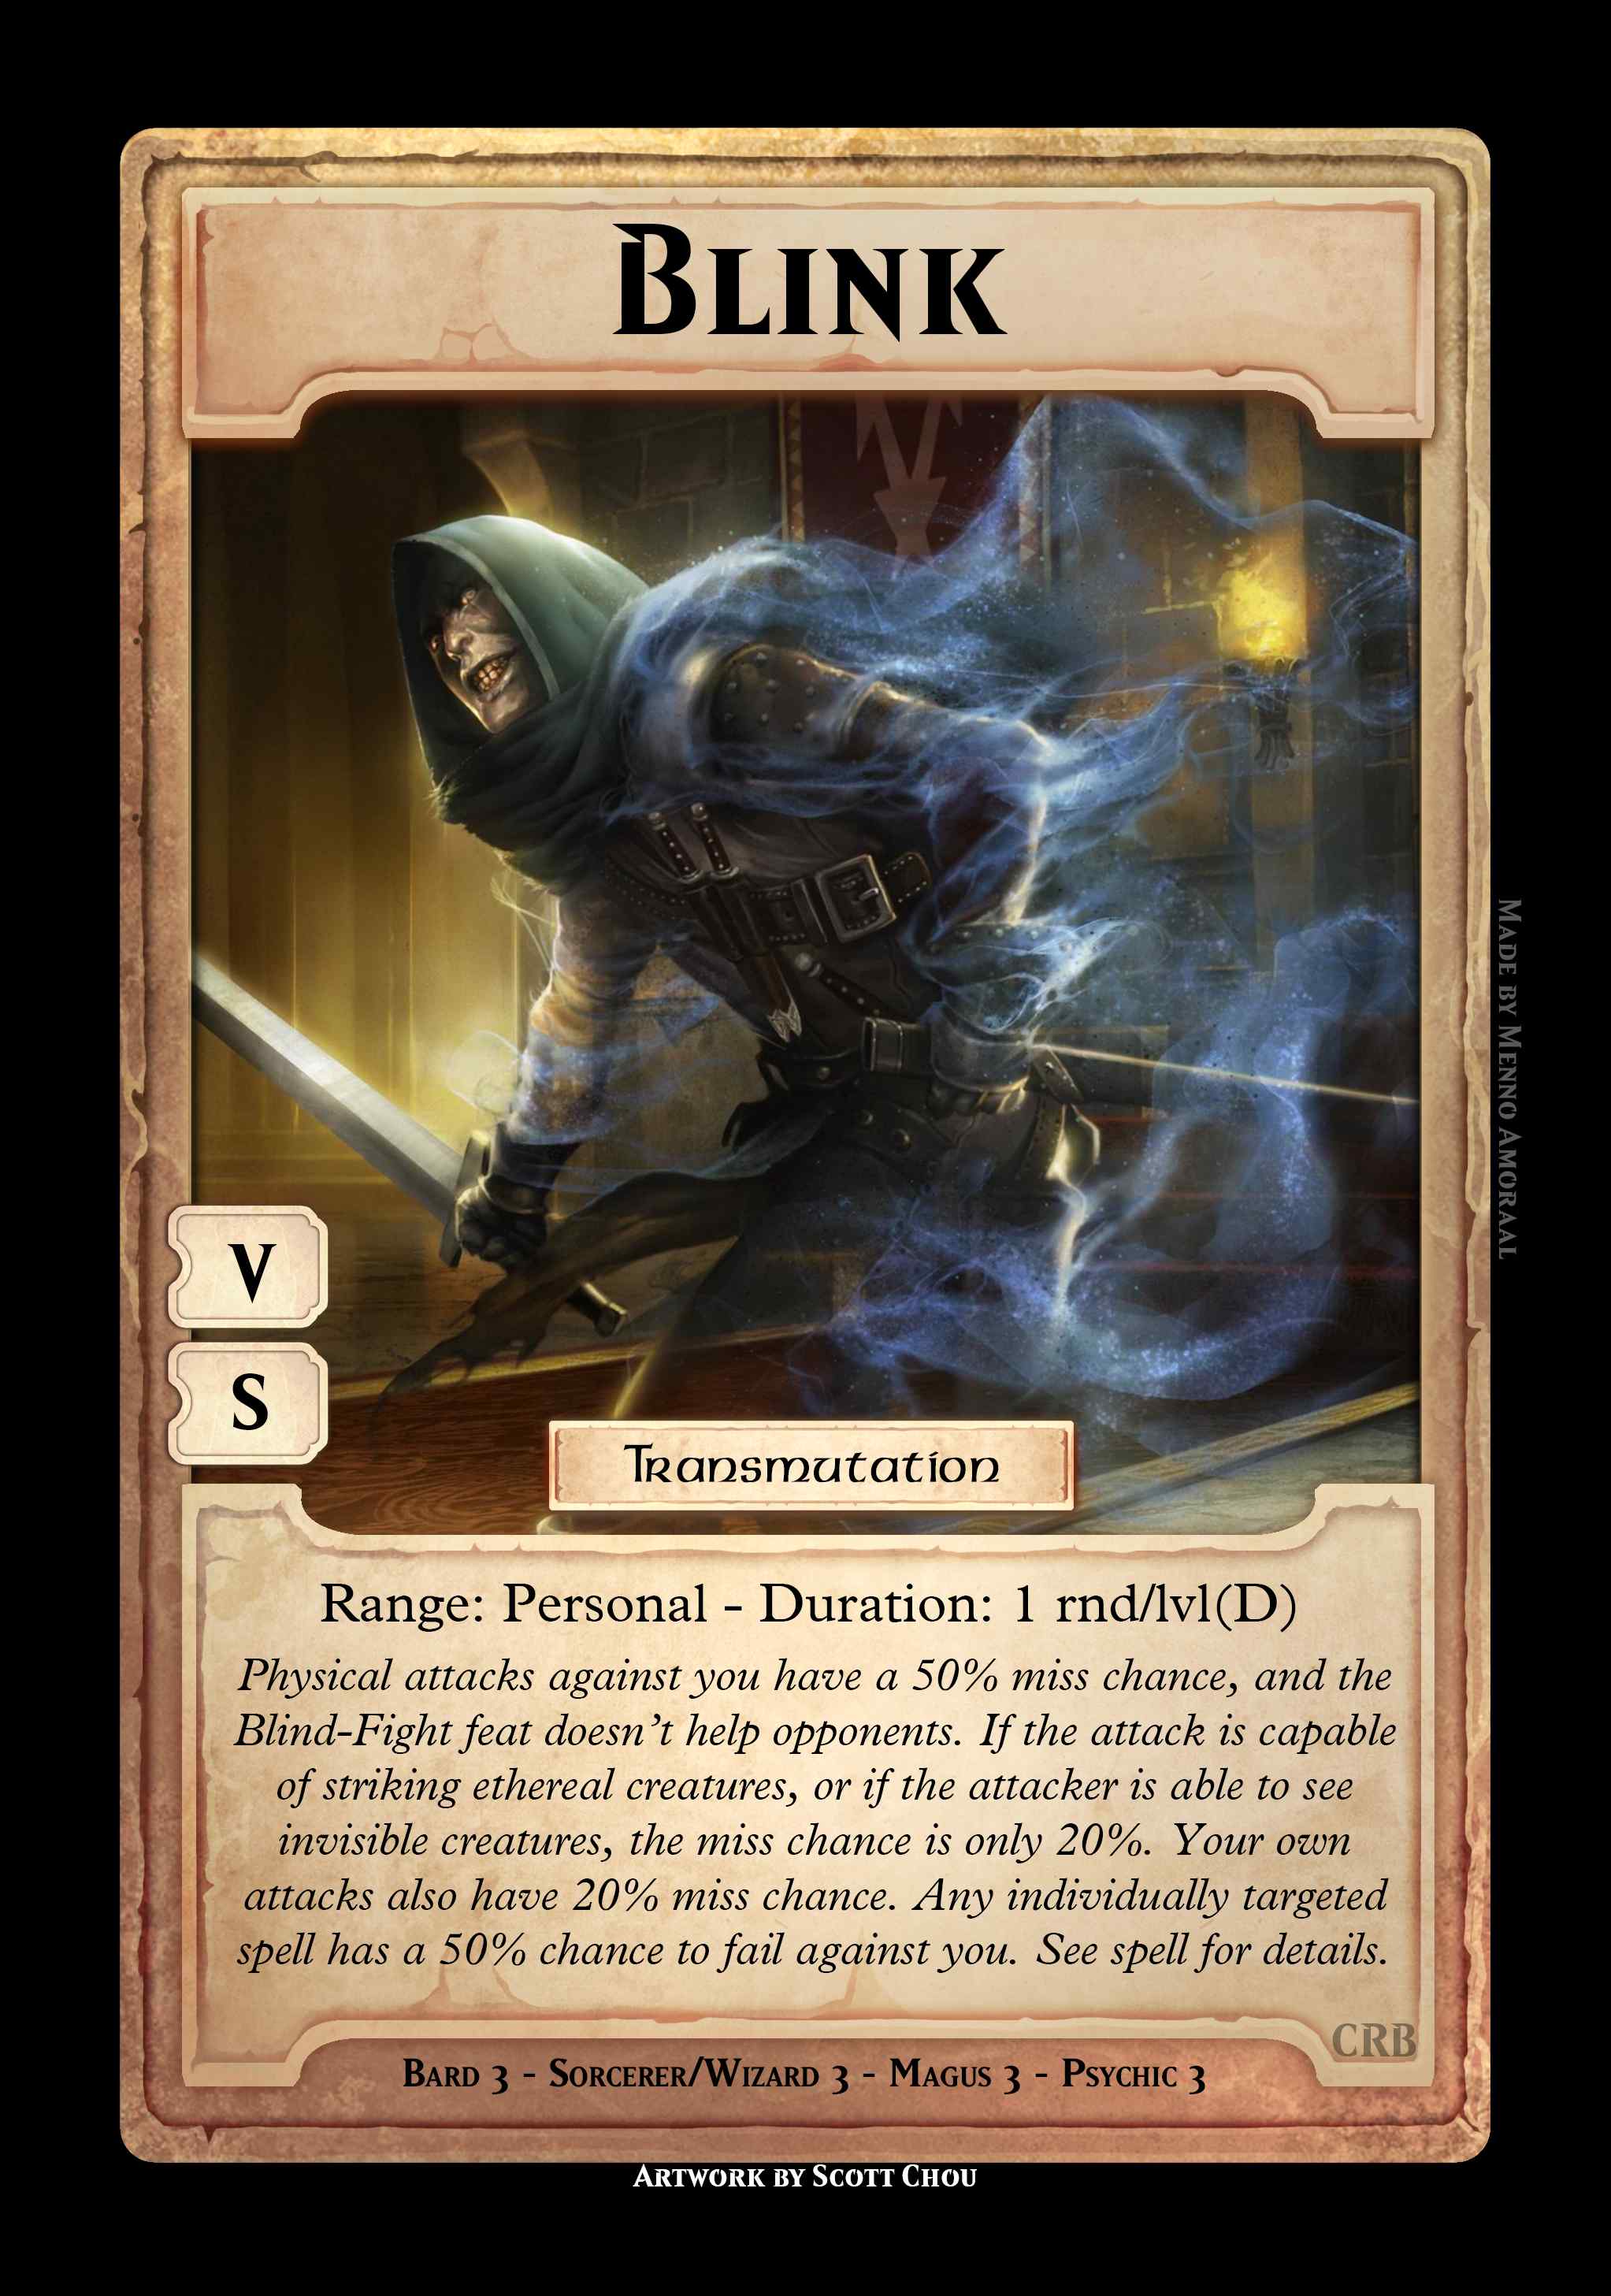 Blink
V
S
Transmutation
Range: Personal - Duration: 1 rnd/lvl(D)
Physical attacks against you have a 50% miss chance, and the
Blind-Fight feat doesn't help opponents. If the attack is capable
of striking ethereal creatures, or if the attacker is able to see
invisible creatures, the miss chance is only 20%. Your own
attacks also have 20% miss chance. Any individually targeted
spell has a 50% chance to fail against you. See spell for details.
CRB
Bard 3 - Sorcerer/Wizard 3 - Magus 3 - Psychic 3
Artwork by Scott Chou
Made by Menno Amoraal